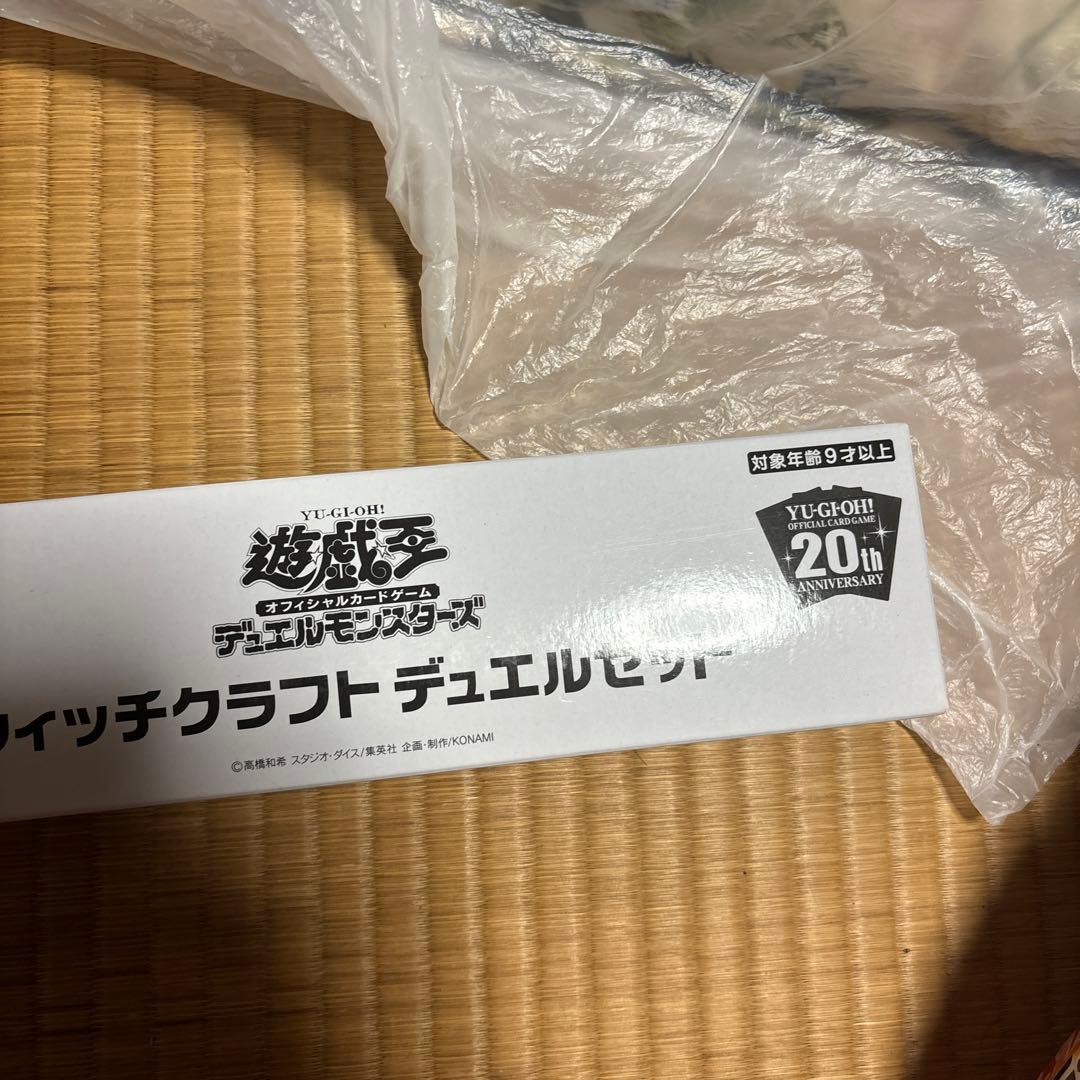 対象年齢9才以上
YU-GI-OH!
遊戯王
オフィシャルカードゲーム
デュエルモンスターズ
YU-GI-OH!
OFFICIAL CARD GAME
20th
ANNIVERSARY
ィッチクラフト デュエルセット
©高橋和希 スタジオ・ダイス/集英社 企画・制作/KONAMI